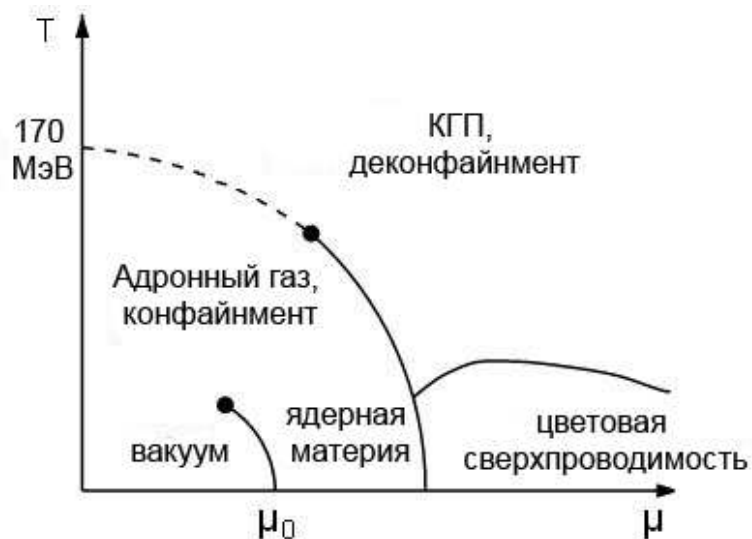 T
170
МэВ
КГП,
деконфайнмент
Адронный газ,
конфайнмент
вакуум
ядерная
материя
цветовая
сверхпроводимость
μ0
μ